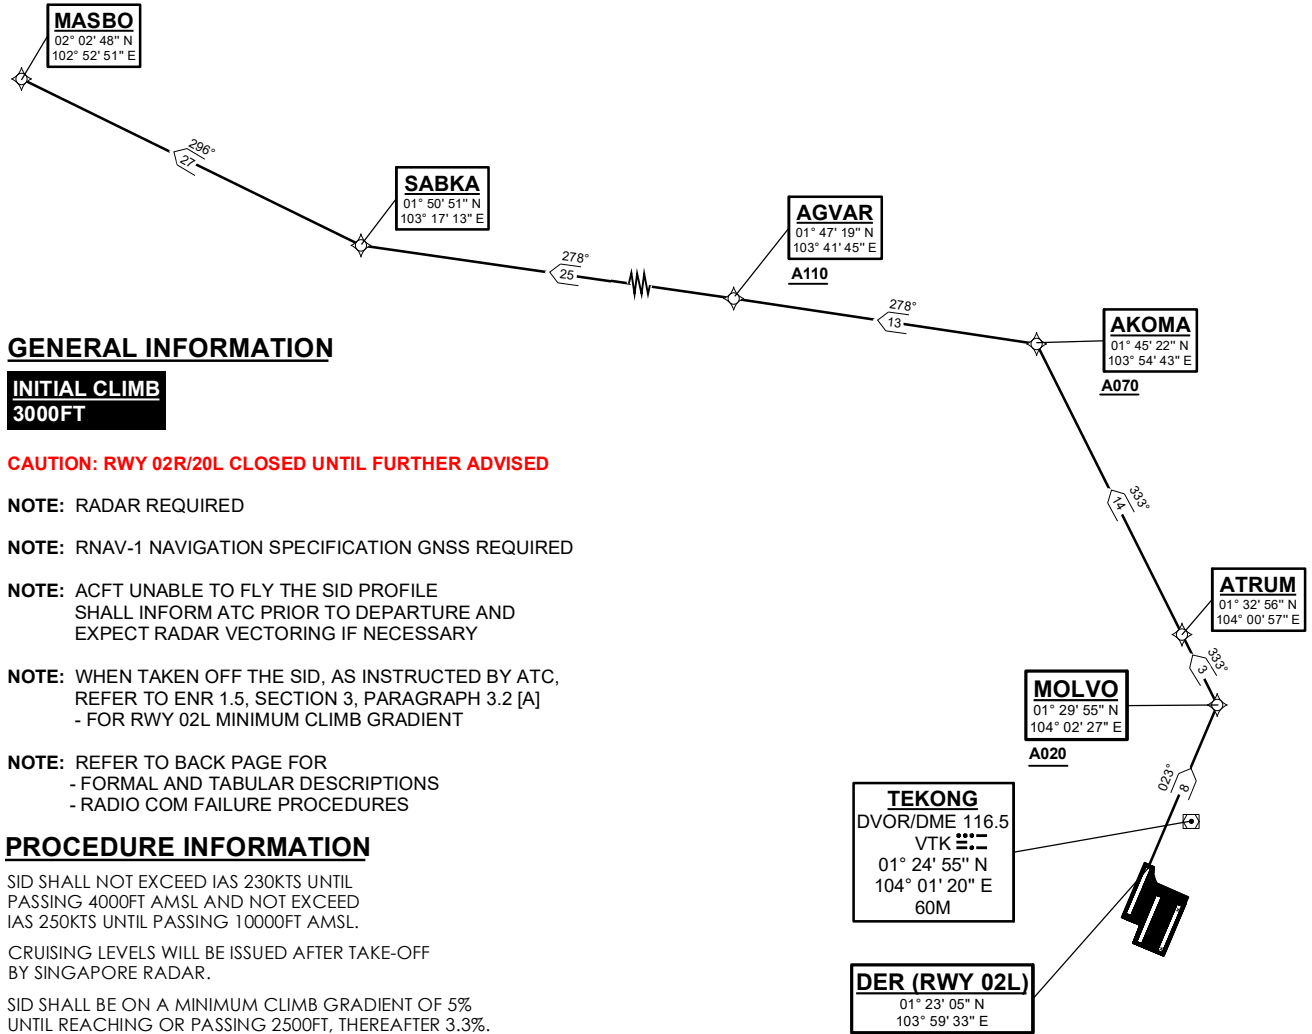 MASBO
02° 02' 48" N
102° 52' 51" E
296°
27
SABKA
01° 50' 51" N
103° 17' 13" E
278°
25
AGVAR
01° 47' 19" N
103° 41' 45" E
A110
278°
13
AKOMA
01° 45' 22" N
103° 54' 43" E
A070
333°
14
ATRUM
01° 32' 56" N
104° 00' 57" E
333°
3
MOLVO
01° 29' 55" N
104° 02' 27" E
A020
023°
8
TEKONG
DVOR/DME 116.5
VTK
01° 24' 55" N
104° 01' 20" E
60M
DER (RWY 02L)
01° 23' 05" N
103° 59' 33" E
GENERAL INFORMATION
INITIAL CLIMB
3000FT
CAUTION: RWY 02R/20L CLOSED UNTIL FURTHER ADVISED
NOTE: RADAR REQUIRED
NOTE: RNAV-1 NAVIGATION SPECIFICATION GNSS REQUIRED
NOTE: ACFT UNABLE TO FLY THE SID PROFILE
SHALL INFORM ATC PRIOR TO DEPARTURE AND
EXPECT RADAR VECTORING IF NECESSARY
NOTE: WHEN TAKEN OFF THE SID, AS INSTRUCTED BY ATC,
REFER TO ENR 1.5, SECTION 3, PARAGRAPH 3.2 [A]
- FOR RWY 02L MINIMUM CLIMB GRADIENT
NOTE: REFER TO BACK PAGE FOR
- FORMAL AND TABULAR DESCRIPTIONS
- RADIO COM FAILURE PROCEDURES
PROCEDURE INFORMATION
SID SHALL NOT EXCEED IAS 230KTS UNTIL
PASSING 4000FT AMSL AND NOT EXCEED
IAS 250KTS UNTIL PASSING 10000FT AMSL.
CRUISING LEVELS WILL BE ISSUED AFTER TAKE-OFF
BY SINGAPORE RADAR.
SID SHALL BE ON A MINIMUM CLIMB GRADIENT OF 5%
UNTIL REACHING OR PASSING 2500FT, THEREAFTER 3.3%.